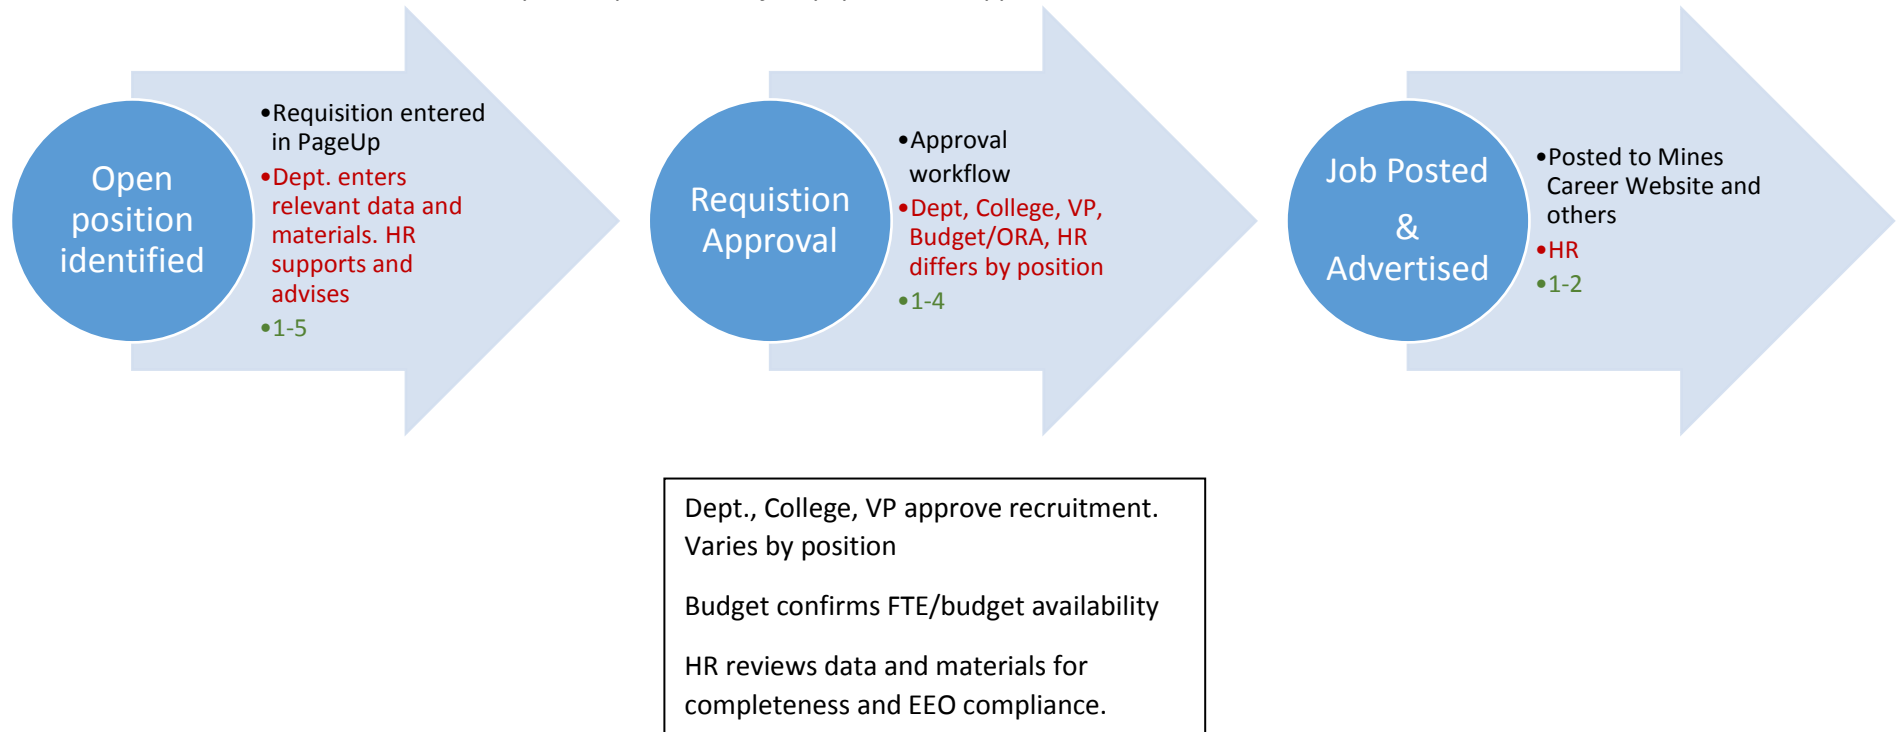 Open
position
identified
•Requisition entered
in PageUp
•Dept. enters
relevant data and
materials. HR
supports and
advises
•1-5
Requistion
Approval
•Approval
workflow
•Dept, College, VP,
Budget/ORA, HR
differs by position
•1-4
Job Posted
&
Advertised
•Posted to Mines
Career Website and
others
•HR
•1-2
Dept., College, VP approve recruitment.
Varies by position
Budget confirms FTE/budget availability
HR reviews data and materials for
completeness and EEO compliance.